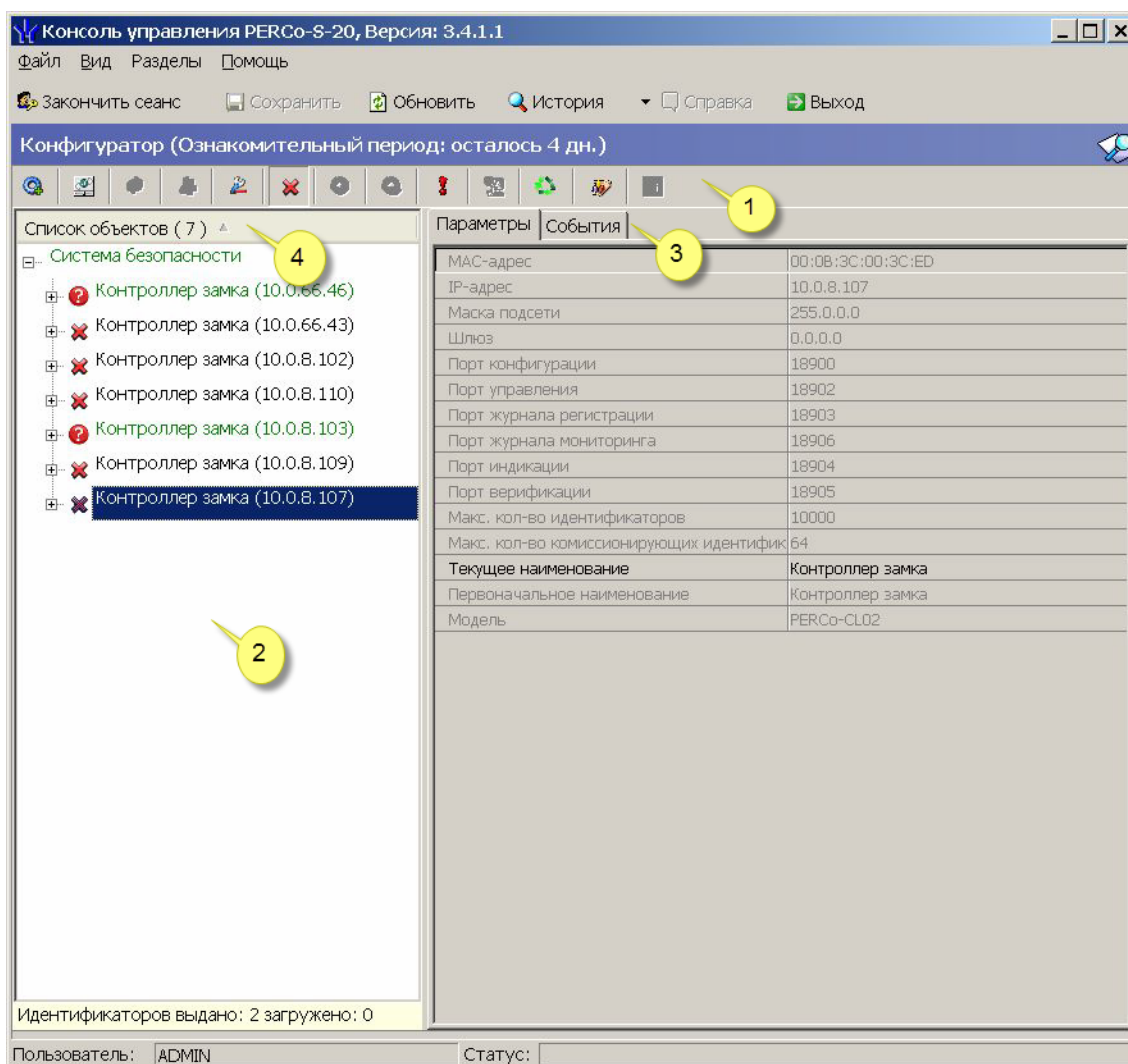 Консоль управления PERCo-S-20, Версия: 3.4.1.1
Файл Вид Разделы Помощь
Закончить сеанс Сохранить Обновить История Справка Выход
Конфигуратор (Ознакомительный период: осталось 4 дн.)
1
Список объектов ( 7 )
4
Система безопасности
Контроллер замка (10.0.66.46)
Контроллер замка (10.0.66.43)
Контроллер замка (10.0.8.102)
Контроллер замка (10.0.8.110)
Контроллер замка (10.0.8.103)
Контроллер замка (10.0.8.109)
Контроллер замка (10.0.8.107)
2
Идентификаторов выдано: 2 загружено: 0
Параметры События
3
MAC-адрес 00:0B:3C:00:3C:ED
IP-адрес 10.0.8.107
Маска подсети 255.0.0.0
Шлюз 0.0.0.0
Порт конфигурации 18900
Порт управления 18902
Порт журнала регистрации 18903
Порт журнала мониторинга 18906
Порт индикации 18904
Порт верификации 18905
Макс. кол-во идентификаторов 10000
Макс. кол-во комиссионирующих идентифик 64
Текущее наименование Контроллер замка
Первоначальное наименование Контроллер замка
Модель PERCo-CL02
Пользователь: ADMIN Статус: